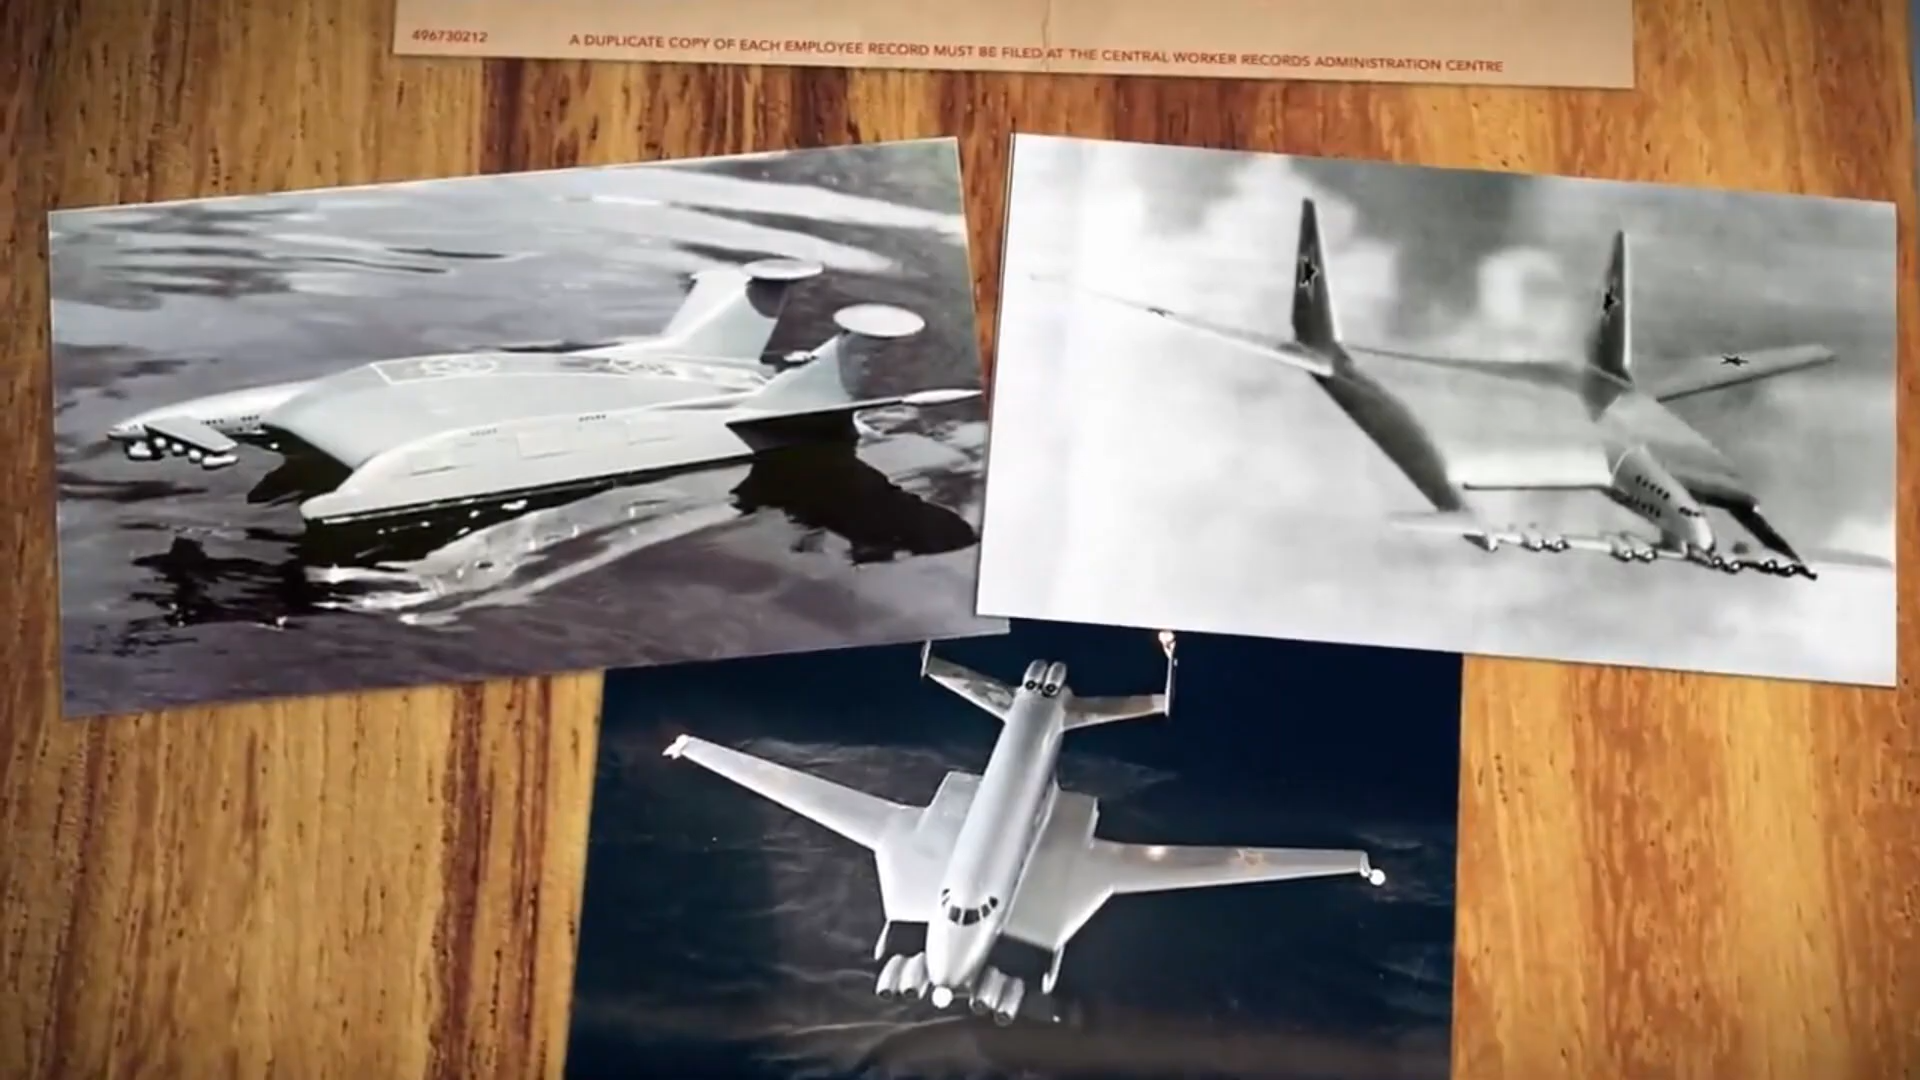 496730212 A DUPLICATE COPY OF EACH EMPLOYEE RECORD MUST BE FILED AT THE CENTRAL WORKER RECORDS ADMINISTRATION CENTRE